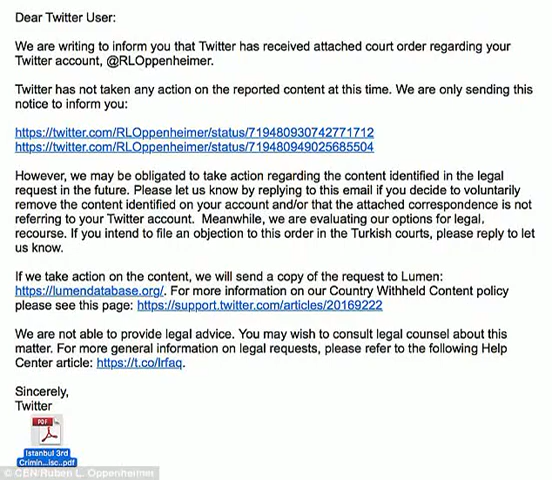 Dear Twitter User:
We are writing to inform you that Twitter has received attached court order regarding your
Twitter account, @RLOppenheimer.
Twitter has not taken any action on the reported content at this time. We are only sending this
notice to inform you:
https://twitter.com/RLOppenheimer/status/719480930742771712
https://twitter.com/RLOppenheimer/status/719480949025685504
However, we may be obligated to take action regarding the content identified in the legal
request in the future. Please let us know by replying to this email if you decide to voluntarily
remove the content identified on your account and/or that the attached correspondence is not
referring to your Twitter account. Meanwhile, we are evaluating our options for legal.
recourse. If you intend to file an objection to this order in the Turkish courts, please reply to let
us know.
If we take action on the content, we will send a copy of the request to Lumen:
https://lumendatabase.org/. For more information on our Country Withheld Content policy
please see this page: https://support.twitter.com/articles/20169222
We are not able to provide legal advice. You may wish to consult legal counsel about this
matter. For more general information on legal requests, please refer to the following Help
Center article: https://t.co/lrfaq.
Sincerely,
Twitter
PDF
Istanbul 3rd
Crimin...isc..pdf
© CEN/Ruben L. Oppenheimer